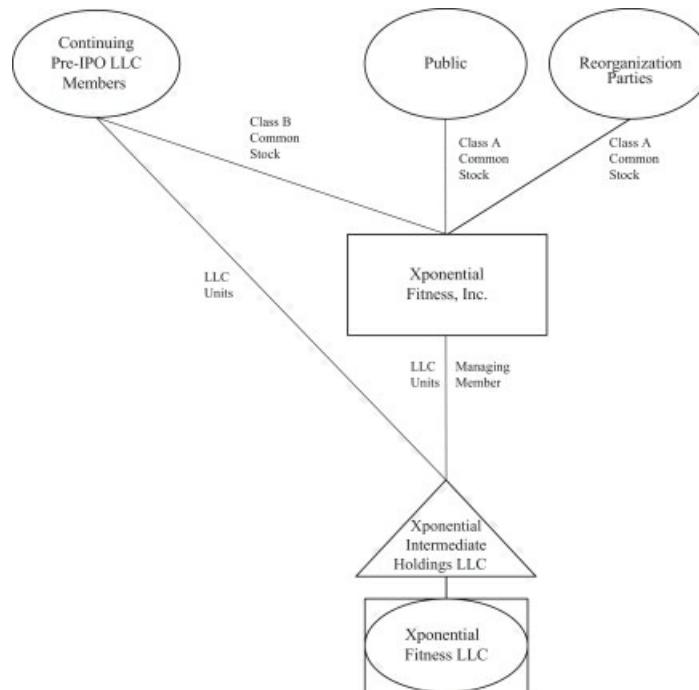 Continuing
Pre-IPO LLC
Members
Public
Reorganization
Parties
Class B
Common
Stock
Class A
Common
Stock
Class A
Common
Stock
Xponential
Fitness, Inc.
LLC
Units
LLC
Units
Managing
Member
Xponential
Intermediate
Holdings LLC
Xponential
Fitness LLC